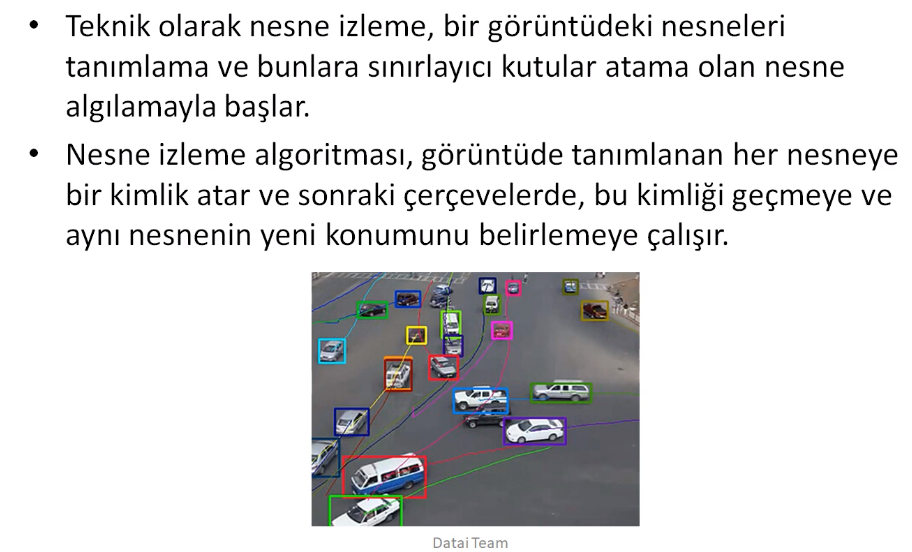 • Teknik olarak nesne izleme, bir görüntüdeki nesneleri
tanımlama ve bunlara sınırlayıcı kutular atama olan nesne
algılamayla başlar.
• Nesne izleme algoritması, görüntüde tanımlanan her nesneye
bir kimlik atar ve sonraki çerçevelerde, bu kimliği geçmeye ve
aynı nesnenin yeni konumunu belirlemeye çalışır.
Datai Team